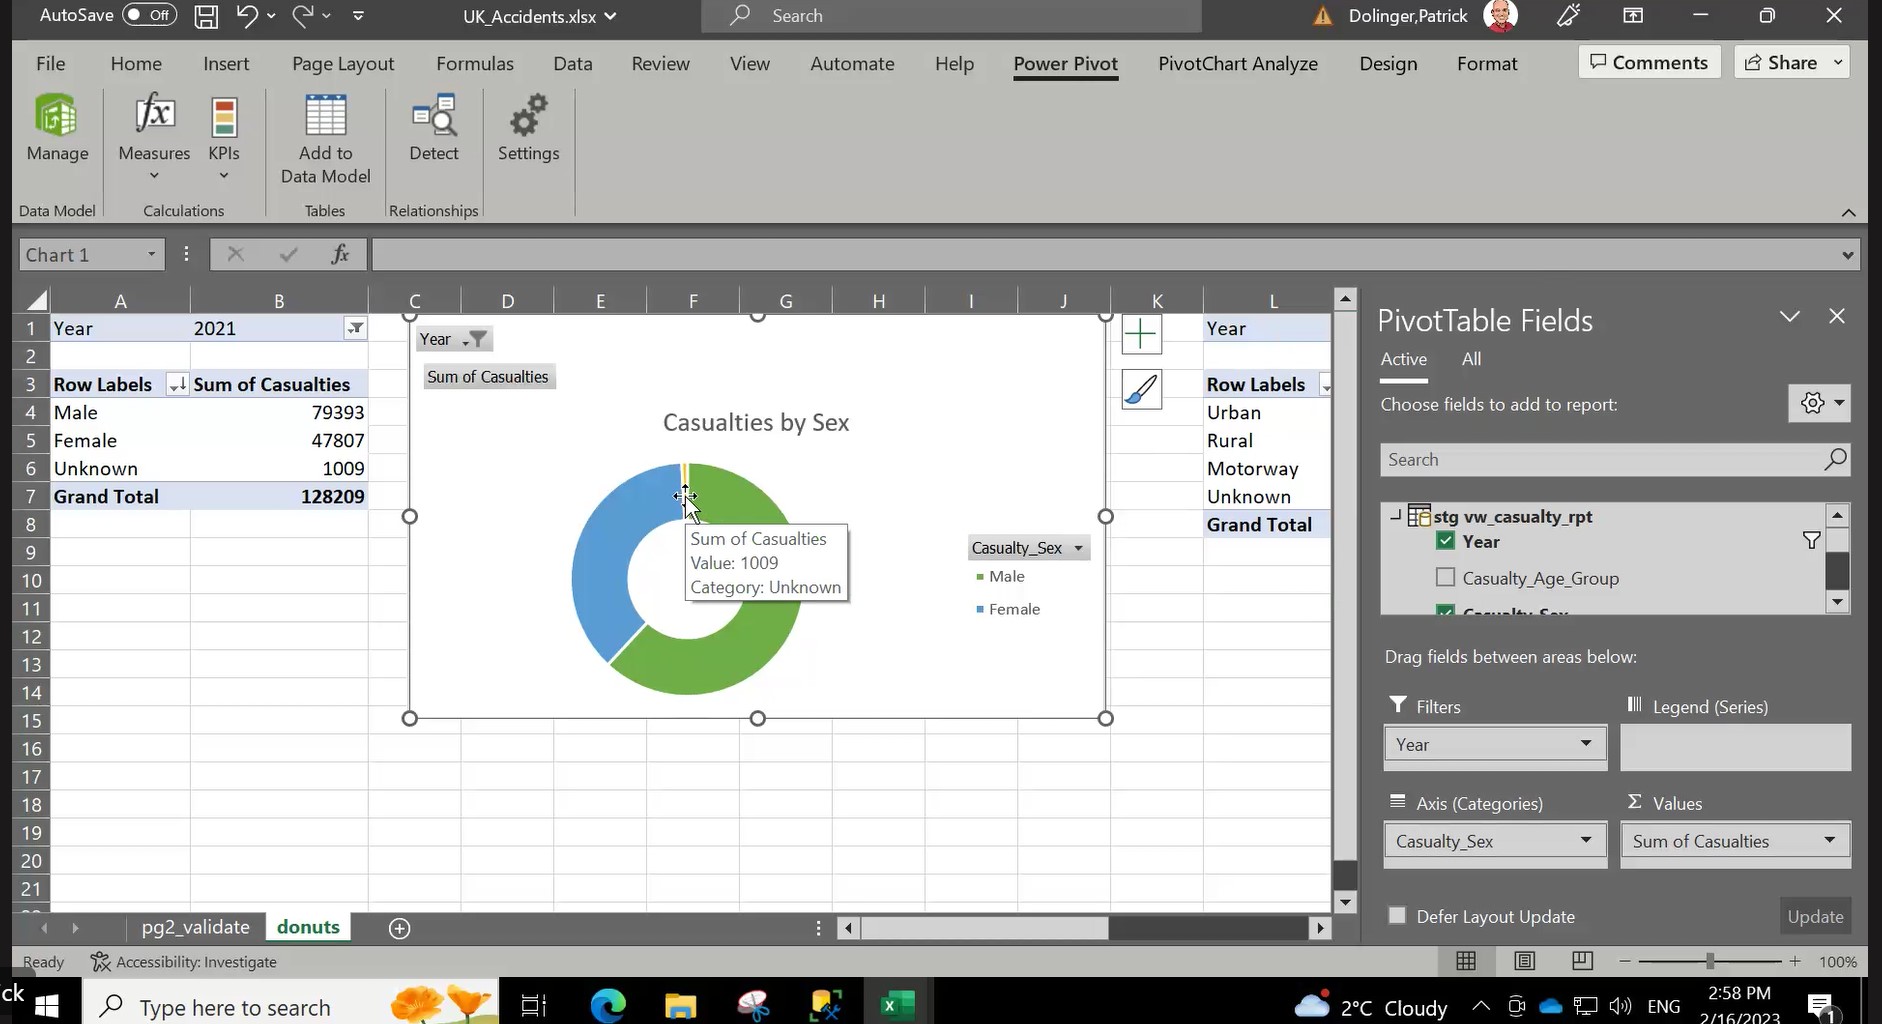 AutoSave Off UK_Accidents.xlsx Search Dolinger,Patrick
File Home Insert Page Layout Formulas Data Review View Automate Help Power Pivot PivotChart Analyze Design Format Comments Share
Manage Measures KPIs Add to Data Model Detect Settings
Data Model Calculations Tables Relationships
Chart 1 fx
A B C D E F G H I J K L
1 Year 2021 Year
2
3 Row Labels Sum of Casualties Row Labels
4 Male 79393 Urban
5 Female 47807 Rural
6 Unknown 1009 Motorway
7 Grand Total 128209 Unknown
8 Grand Total
9
10
11
12
13
14
15
16
17
18
19
20
21
Year
Sum of Casualties
Casualties by Sex
Sum of Casualties
Value: 1009
Category: Unknown
Casualty_Sex
Male
Female
PivotTable Fields
Active All
Choose fields to add to report:
Search
stg vw_casualty_rpt
Year
Casualty_Age_Group
Casualty_Sex
Drag fields between areas below:
Filters Legend (Series)
Year
Axis (Categories) Σ Values
Casualty_Sex Sum of Casualties
Defer Layout Update Update
pg2_validate donuts
Ready Accessibility: Investigate 100%
Type here to search 2°C Cloudy ENG 2:58 PM
2/16/2023 1